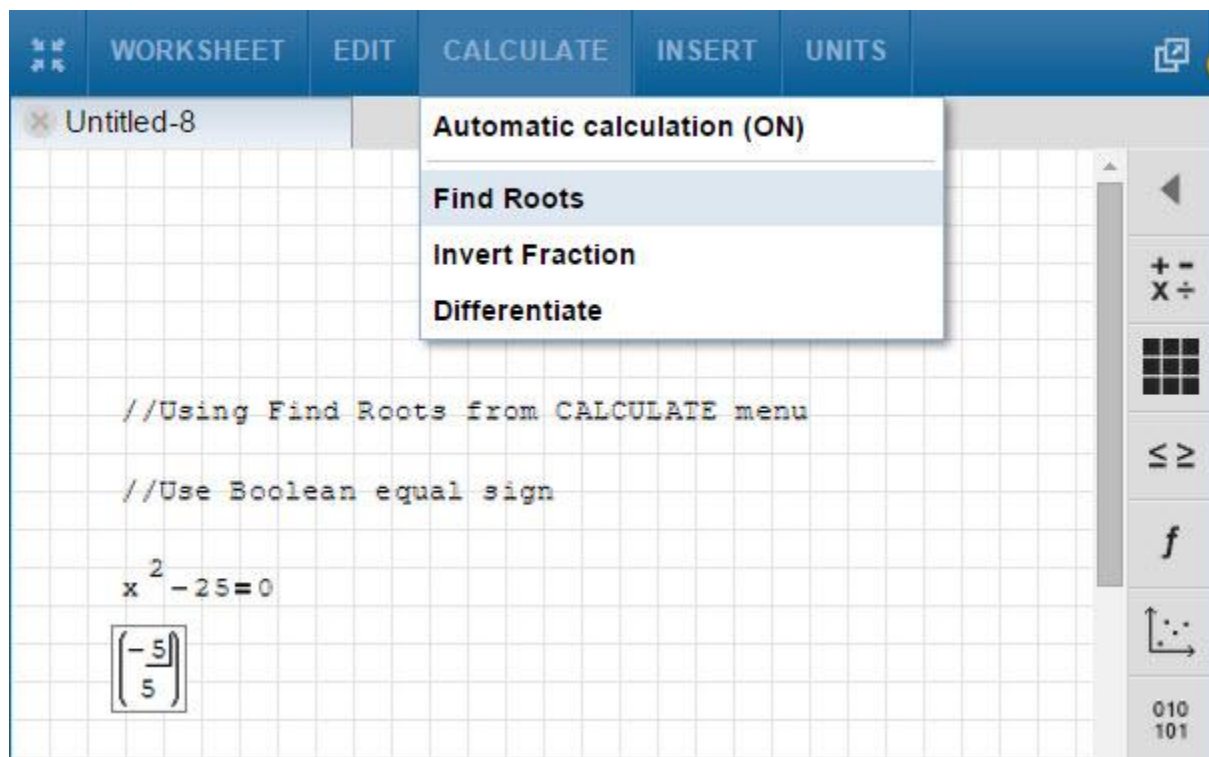 WORKSHEET EDIT CALCULATE INSERT UNITS
Untitled-8
Automatic calculation (ON)
Find Roots
Invert Fraction
Differentiate
+ -
x ÷
//Using Find Roots from CALCULATE menu
≤ ≥
//Use Boolean equal sign
f
x²-25=0
-5
5
010
101